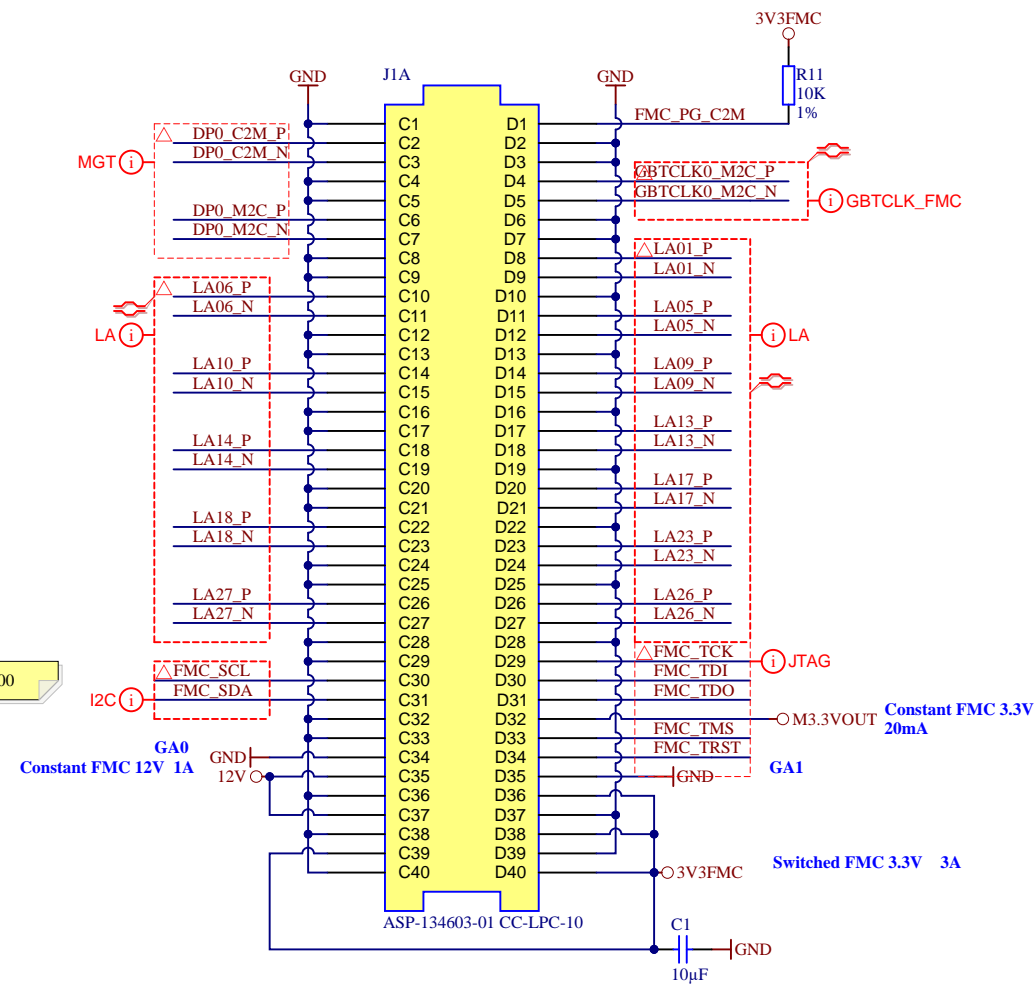 3V3FMC
GND
J1A
GND
R11
10K
1%
C1
D1
FMC_PG_C2M
DP0_C2M_P
C2
D2
MGT
i
DP0_C2M_N
C3
D3
C4
D4
GBTCLK0_M2C_P
C5
D5
GBTCLK0_M2C_N
i
GBTCLK_FMC
DP0_M2C_P
C6
D6
DP0_M2C_N
C7
D7
C8
D8
LA01_P
C9
D9
LA01_N
LA06_P
C10
D10
LA06_N
C11
D11
LA05_P
LA
i
C12
D12
LA05_N
i
LA
C13
D13
LA10_P
C14
D14
LA09_P
LA10_N
C15
D15
LA09_N
C16
D16
C17
D17
LA13_P
LA14_P
C18
D18
LA13_N
LA14_N
C19
D19
C20
D20
LA17_P
C21
D21
LA17_N
LA18_P
C22
D22
LA18_N
C23
D23
LA23_P
C24
D24
LA23_N
C25
D25
LA27_P
C26
D26
LA26_P
LA27_N
C27
D27
LA26_N
C28
D28
C29
D29
FMC_TCK
i
JTAG
00
FMC_SCL
C30
D30
FMC_TDI
I2C
i
FMC_SDA
C31
D31
FMC_TDO
C32
D32
M3.3VOUT
Constant FMC 3.3V
20mA
C33
D33
FMC_TMS
GA0
GND
C34
D34
FMC_TRST
Constant FMC 12V 1A
12V
C35
D35
GND
GA1
C36
D36
C37
D37
C38
D38
C39
D39
Switched FMC 3.3V 3A
C40
D40
3V3FMC
ASP-134603-01 CC-LPC-10
C1
GND
10µF